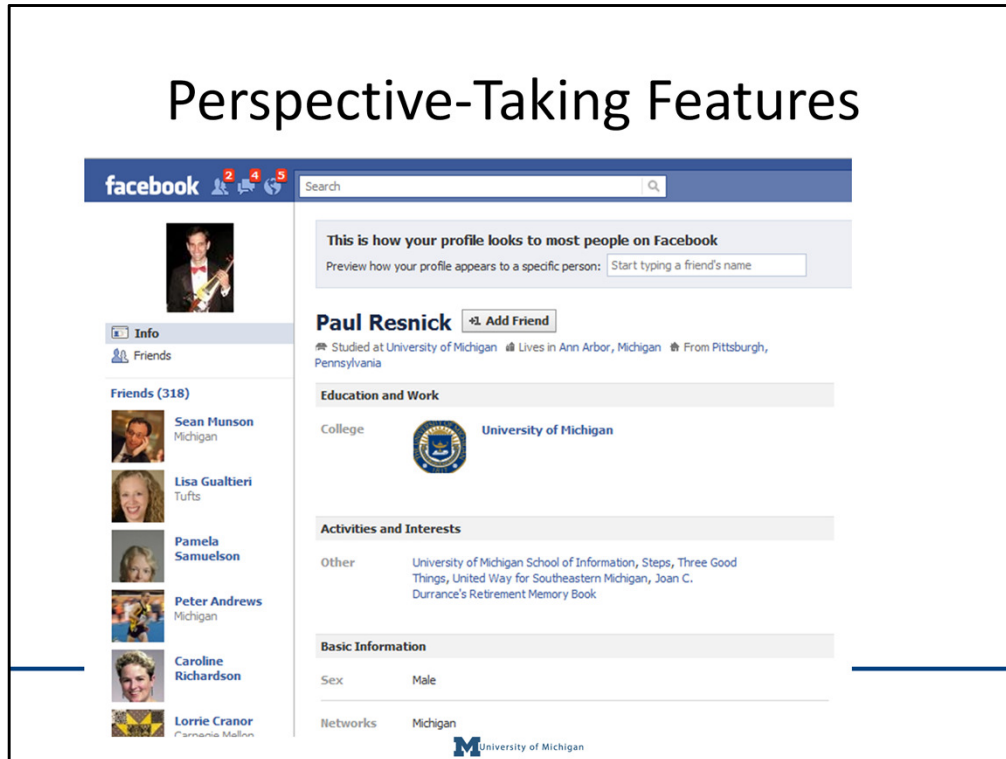 Perspective-Taking Features
facebook 2 4 5
Search
This is how your profile looks to most people on Facebook
Preview how your profile appears to a specific person: Start typing a friend's name
Paul Resnick +1 Add Friend
Studied at University of Michigan Lives in Ann Arbor, Michigan From Pittsburgh,
Pennsylvania
Info
Friends
Friends (318)
Sean Munson
Michigan
Lisa Gualtieri
Tufts
Pamela
Samuelson
Peter Andrews
Michigan
Caroline
Richardson
Lorrie Cranor
Carnegie Mellon
Education and Work
College University of Michigan
Activities and Interests
Other University of Michigan School of Information, Steps, Three Good
Things, United Way for Southeastern Michigan, Joan C.
Durrance's Retirement Memory Book
Basic Information
Sex Male
Networks Michigan
M University of Michigan